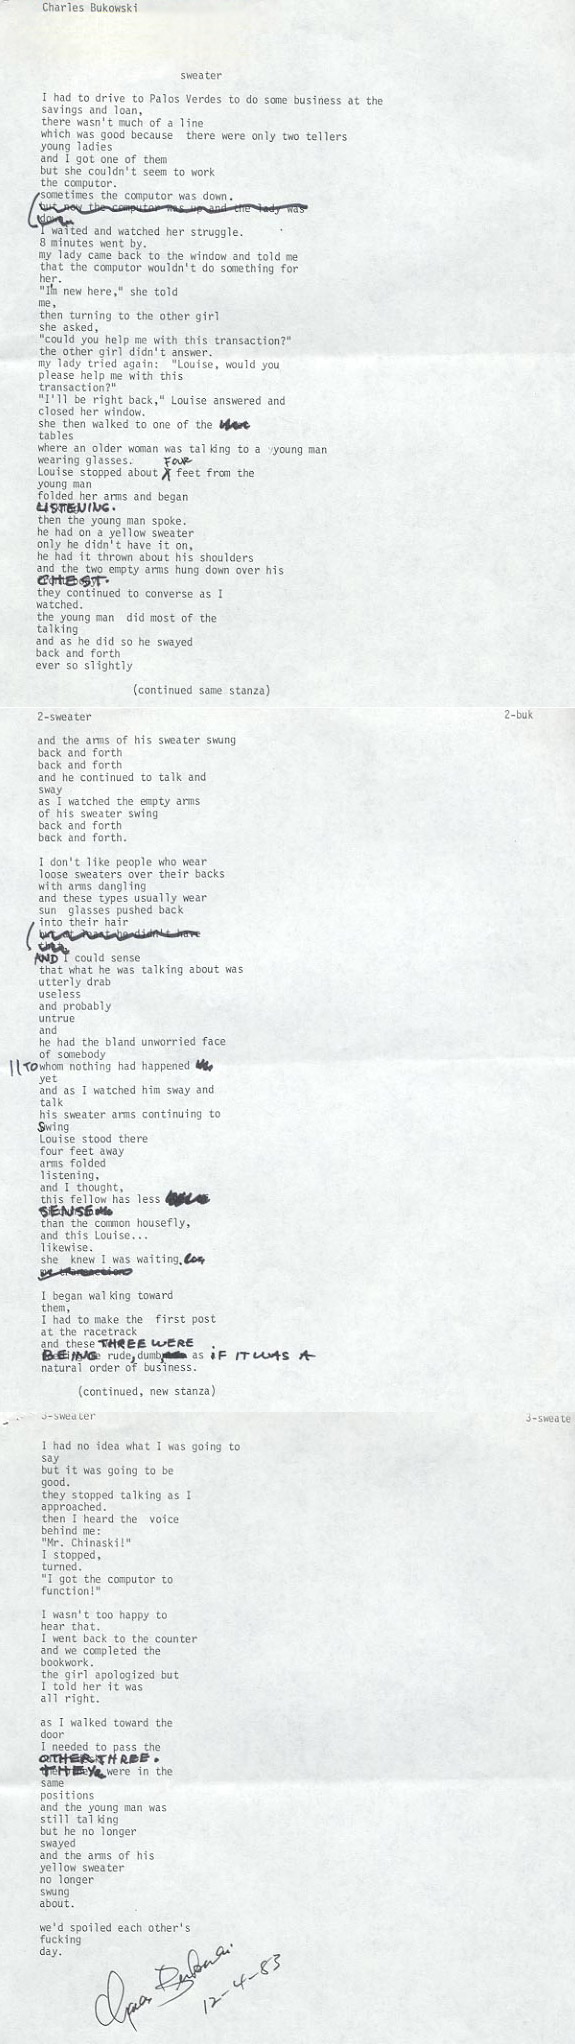 Charles Bukowski
sweater
I had to drive to Palos Verdes to do some business at the
savings and loan,
there wasn't much of a line
which was good because there were only two tellers
young ladies
and I got one of them
but she couldn't seem to work
the computor.
sometimes the computor was down.
but now the computor was up and the lady was
down.
I waited and watched her struggle.
8 minutes went by.
my lady came back to the window and told me
that the computor wouldn't do something for
her.
"I'm new here," she told
me,
then turning to the other girl
she asked,
"could you help me with this transaction?"
the other girl didn't answer.
my lady tried again: "Louise, would you
please help me with this
transaction?"
"I'll be right back," Louise answered and
closed her window.
she then walked to one of the
tables
where an older woman was talking to a young man
wearing glasses.
Louise stopped about FOUR feet from the
young man
folded her arms and began
LISTENING.
then the young man spoke.
he had on a yellow sweater
only he didn't have it on,
he had it thrown about his shoulders
and the two empty arms hung down over his
CHEST.
they continued to converse as I
watched.
the young man did most of the
talking
and as he did so he swayed
back and forth
ever so slightly
(continued same stanza)
2-sweater 2-buk
and the arms of his sweater swung
back and forth
back and forth
and he continued to talk and
sway
as I watched the empty arms
of his sweater swing
back and forth
back and forth.
I don't like people who wear
loose sweaters over their backs
with arms dangling
and these types usually wear
sun glasses pushed back
into their hair
but at least he didn't have
that.
AND I could sense
that what he was talking about was
utterly drab
useless
and probably
untrue
and
he had the bland unworried face
of somebody
TO whom nothing had happened
yet
and as I watched him sway and
talk
his sweater arms continuing to
Swing
Louise stood there
four feet away
arms folded
listening,
and I thought,
this fellow has less
SENSE
than the common housefly,
and this Louise...
likewise.
she knew I was waiting.
I began walking toward
them,
I had to make the first post
at the racetrack
and these THREE WERE
BEING rude, dumb as iF iT WAS A
natural order of business.
(continued, new stanza)
3-sweater 3-sweate
I had no idea what I was going to
say
but it was going to be
good.
they stopped talking as I
approached.
then I heard the voice
behind me:
"Mr. Chinaski!"
I stopped,
turned.
"I got the computor to
function!"
I wasn't too happy to
hear that.
I went back to the counter
and we completed the
bookwork.
the girl apologized but
I told her it was
all right.
as I walked toward the
door
I needed to pass the
OTHER THREE.
THEY were in the
same
positions
and the young man was
still talking
but he no longer
swayed
and the arms of his
yellow sweater
no longer
swung
about.
we'd spoiled each other's
fucking
day.
Charles Bukowski
12-4-83